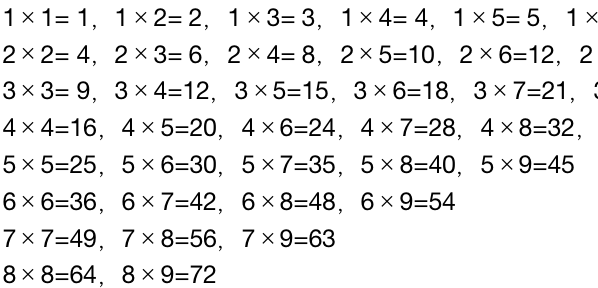 1×1= 1, 1×2= 2, 1×3= 3, 1×4= 4, 1×5= 5, 1×
2×2= 4, 2×3= 6, 2×4= 8, 2×5=10, 2×6=12, 2
3×3= 9, 3×4=12, 3×5=15, 3×6=18, 3×7=21,
4×4=16, 4×5=20, 4×6=24, 4×7=28, 4×8=32,
5×5=25, 5×6=30, 5×7=35, 5×8=40, 5×9=45
6×6=36, 6×7=42, 6×8=48, 6×9=54
7×7=49, 7×8=56, 7×9=63
8×8=64, 8×9=72